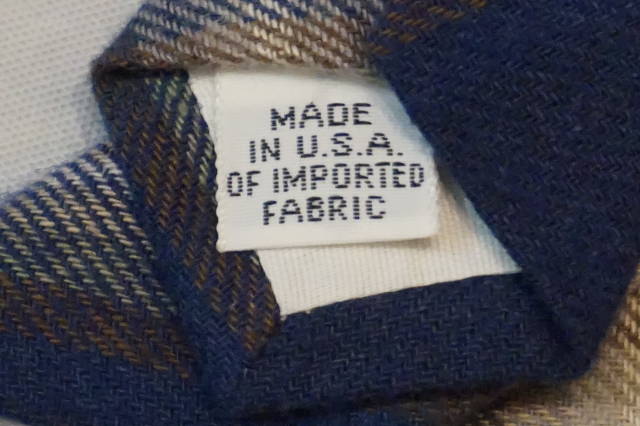 MADE
IN U.S.A.
OF IMPORTED
FABRIC